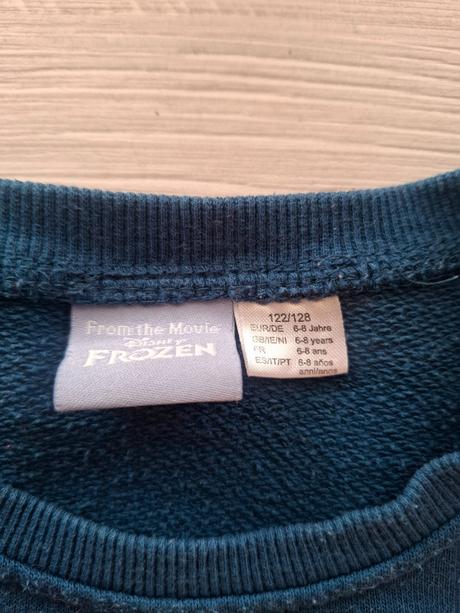 From the Movie
Disney
FROZEN
122/128
EUR/DE 6-8 Jahre
GB/IE/NI 6-8 years
FR 6-8 ans
ES/IT/PT 6-8 años
anni/anos